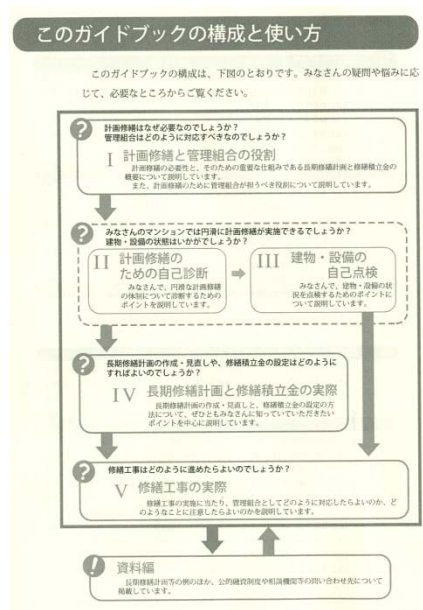 このガイドブックの構成と使い方
このガイドブックの構成は、下図のとおりです。みなさんの疑問や悩みに応
じて、必要なところからご覧ください。
?
計画修繕はなぜ必要なのでしょうか?
管理組合はどのように対応すべきなのでしょうか?
I 計画修繕と管理組合の役割
計画修繕の必要性と、そのための重要な仕組みである長期修繕計画と修繕積立金の
概要について説明しています。
また、計画修繕のために管理組合が担うべき役割について説明しています。
?
みなさんのマンションでは円滑に計画修繕が実施できるでしょうか?
建物・設備の状態はいかがでしょうか?
II 計画修繕の
ための自己診断
みなさんで、円滑な計画修繕
の体制について診断するための
ポイントを説明しています。
III 建物・設備の
自己点検
みなさんで、建物・設備の状
況を点検するためのポイントに
ついて説明しています。
?
長期修繕計画の作成・見直しや、修繕積立金の設定はどのように
すればよいのでしょうか?
IV 長期修繕計画と修繕積立金の実際
長期修繕計画の作成・見直しと、修繕積立金の設定の方
法について、ぜひともみなさんに知っていていただきたい
ポイントを中心に説明しています。
?
修繕工事はどのように進めたらよいのでしょうか?
V 修繕工事の実際
修繕工事の実施に当たり、管理組合としてどのように対応したらよいのか、ど
のようなことに注意したらよいのかを説明しています。
!
資料編
長期修繕計画等の例のほか、公的融資制度や相談機関等の問い合わせ先について
掲載しています。